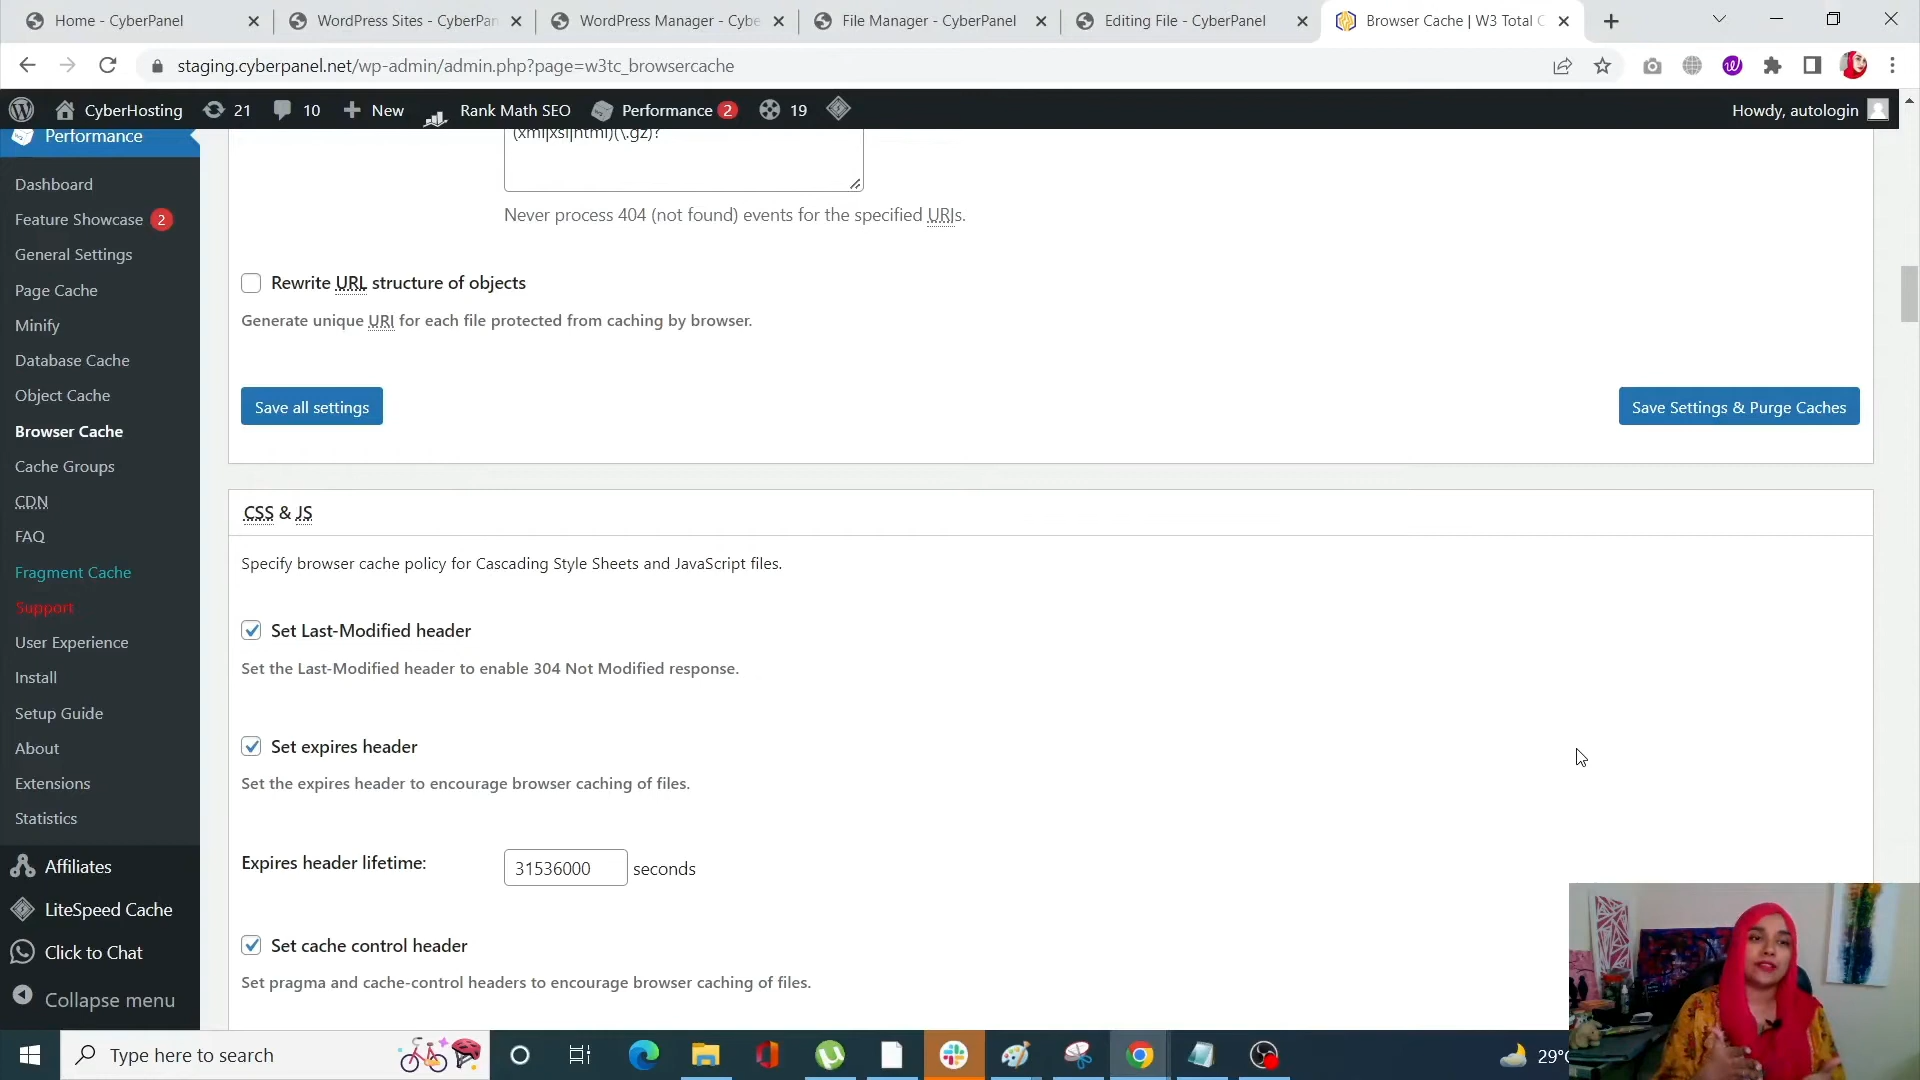 Home - CyberPanel
WordPress Sites - CyberPan
WordPress Manager - Cybe
File Manager - CyberPanel
Editing File - CyberPanel
Browser Cache | W3 Total C
staging.cyberpanel.net/wp-admin/admin.php?page=w3tc_browsercache
CyberHosting
21
10
New
Rank Math SEO
Performance 2
19
Howdy, autologin
Performance
Dashboard
Feature Showcase 2
General Settings
Page Cache
Minify
Database Cache
Object Cache
Browser Cache
Cache Groups
CDN
FAQ
Fragment Cache
Support
User Experience
Install
Setup Guide
About
Extensions
Statistics
Affiliates
LiteSpeed Cache
Click to Chat
Collapse menu
(xml|xsl|html)(\.gz)?
Never process 404 (not found) events for the specified URIs.
Rewrite URL structure of objects
Generate unique URI for each file protected from caching by browser.
Save all settings
Save Settings & Purge Caches
CSS & JS
Specify browser cache policy for Cascading Style Sheets and JavaScript files.
Set Last-Modified header
Set the Last-Modified header to enable 304 Not Modified response.
Set expires header
Set the expires header to encourage browser caching of files.
Expires header lifetime:
31536000 seconds
Set cache control header
Set pragma and cache-control headers to encourage browser caching of files.
Type here to search
29°